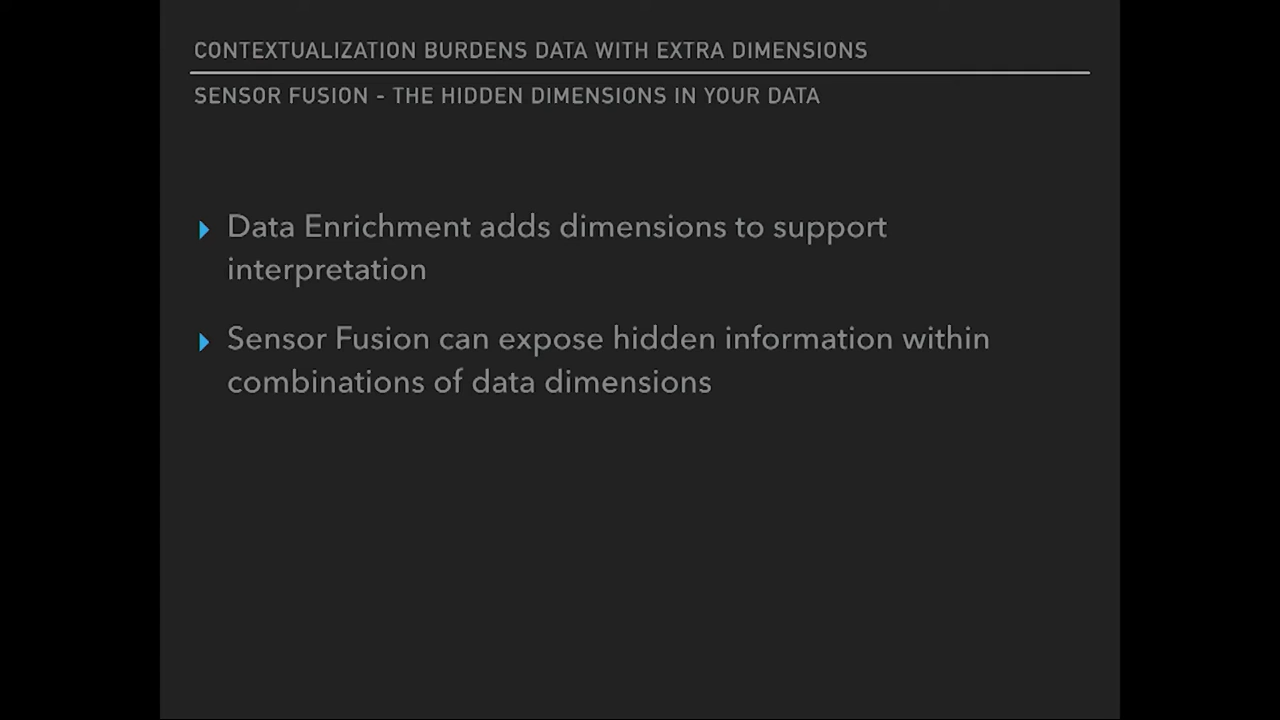 CONTEXTUALIZATION BURDENS DATA WITH EXTRA DIMENSIONS
SENSOR FUSION - THE HIDDEN DIMENSIONS IN YOUR DATA
Data Enrichment adds dimensions to support
interpretation
Sensor Fusion can expose hidden information within
combinations of data dimensions